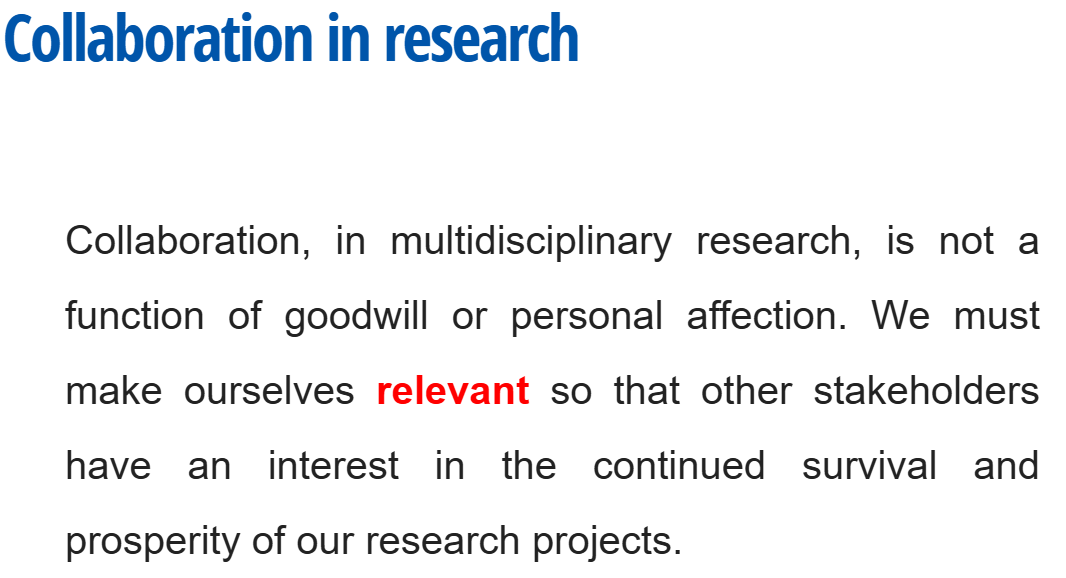 Collaboration in research
Collaboration, in multidisciplinary research, is not a
function of goodwill or personal affection. We must
make ourselves relevant so that other stakeholders
have an interest in the continued survival and
prosperity of our research projects.